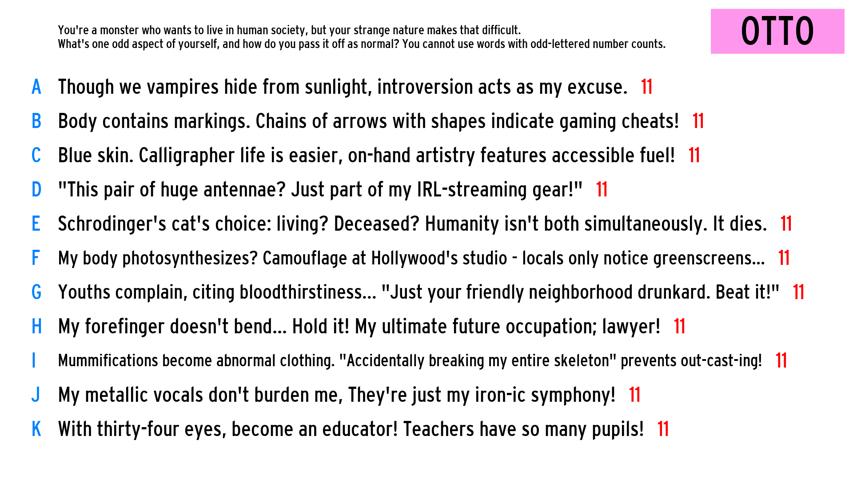 You're a monster who wants to live in human society, but your strange nature makes that difficult.
What's one odd aspect of yourself, and how do you pass it off as normal? You cannot use words with odd-lettered number counts.
OTTO
A Though we vampires hide from sunlight, introversion acts as my excuse. 11
B Body contains markings. Chains of arrows with shapes indicate gaming cheats! 11
C Blue skin. Calligrapher life is easier, on-hand artistry features accessible fuel! 11
D "This pair of huge antennae? Just part of my IRL-streaming gear!" 11
E Schrodinger's cat's choice: living? Deceased? Humanity isn't both simultaneously. It dies. 11
F My body photosynthesizes? Camouflage at Hollywood's studio - locals only notice greenscreens... 11
G Youths complain, citing bloodthirstiness... "Just your friendly neighborhood drunkard. Beat it!" 11
H My forefinger doesn't bend... Hold it! My ultimate future occupation; lawyer! 11
I Mummifications become abnormal clothing. "Accidentally breaking my entire skeleton" prevents out-cast-ing! 11
J My metallic vocals don't burden me, They're just my iron-ic symphony! 11
K With thirty-four eyes, become an educator! Teachers have so many pupils! 11